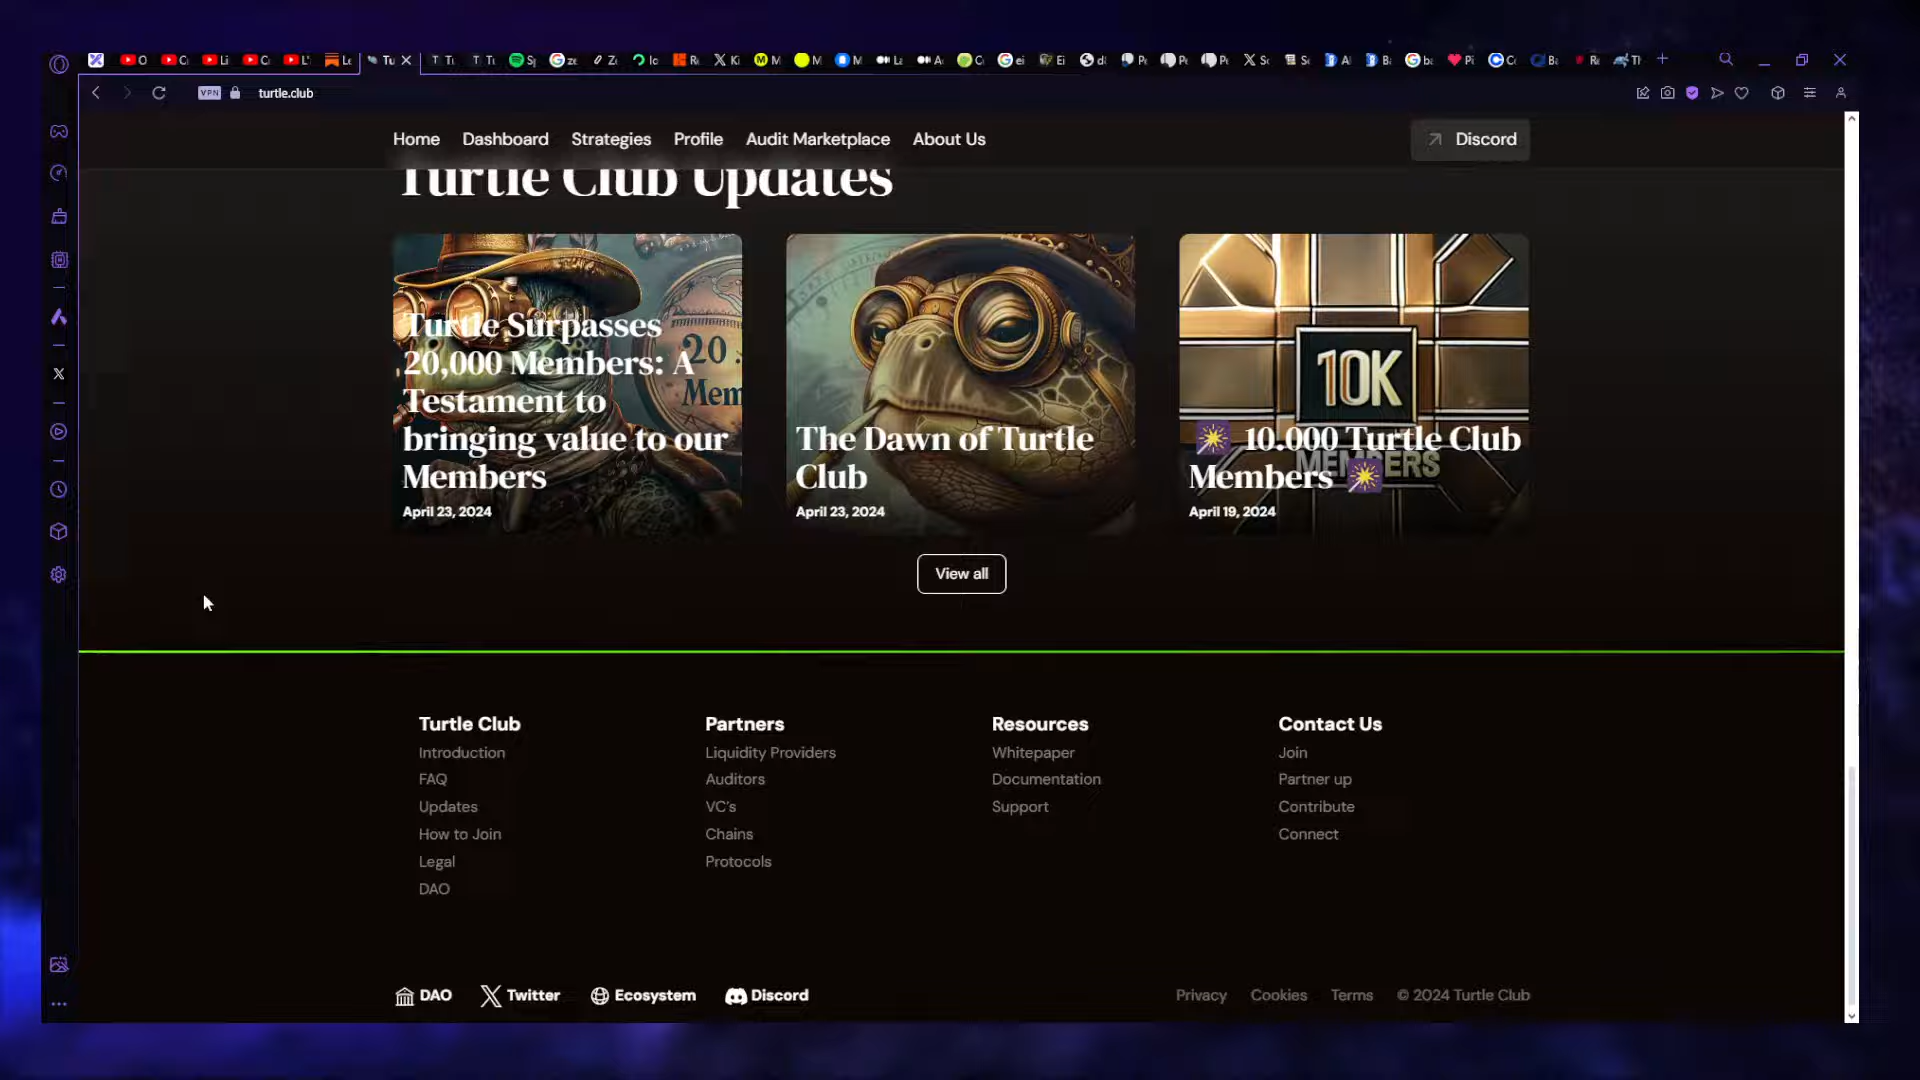 VPN turtle.club
Home Dashboard Strategies Profile Audit Marketplace About Us Discord
Turtle Club Updates
Turtle Surpasses
20,000 Members: A
Testament to
bringing value to our
Members
April 23, 2024
The Dawn of Turtle
Club
April 23, 2024
10K
MEMBERS
10.000 Turtle Club
Members
April 19, 2024
View all
Turtle Club
Introduction
FAQ
Updates
How to Join
Legal
DAO
Partners
Liquidity Providers
Auditors
VC's
Chains
Protocols
Resources
Whitepaper
Documentation
Support
Contact Us
Join
Partner up
Contribute
Connect
DAO Twitter Ecosystem Discord
Privacy Cookies Terms © 2024 Turtle Club